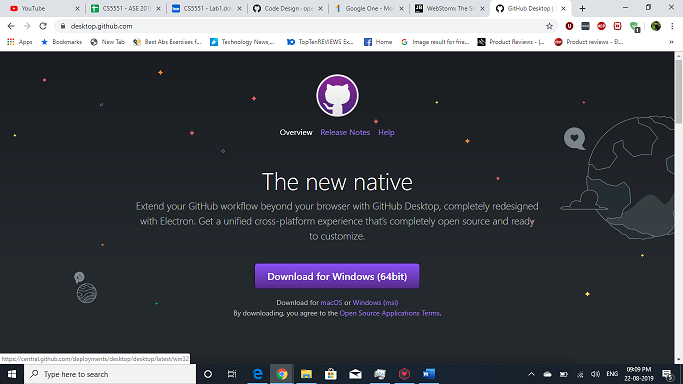 YouTube
CS5551 - ASE 201
CS5551 - Lab1.doc
Code Design - ope
Google One - Mor
WebStorm: The Sm
GitHub Desktop |
desktop.github.com
Apps
Bookmarks
New Tab
Best Abs Exercises f...
Technology News,...
TopTenREVIEWS Ex...
Home
Image result for frie...
Product Reviews - J...
Product reviews - El...
Overview Release Notes Help
The new native
Extend your GitHub workflow beyond your browser with GitHub Desktop, completely redesigned
with Electron. Get a unified cross-platform experience that's completely open source and ready
to customize.
Download for Windows (64bit)
Download for macOS or Windows (msi)
By downloading, you agree to the Open Source Applications Terms.
https://central.github.com/deployments/desktop/desktop/latest/win32
Type here to search
ENG
09:09 PM
22-08-2019